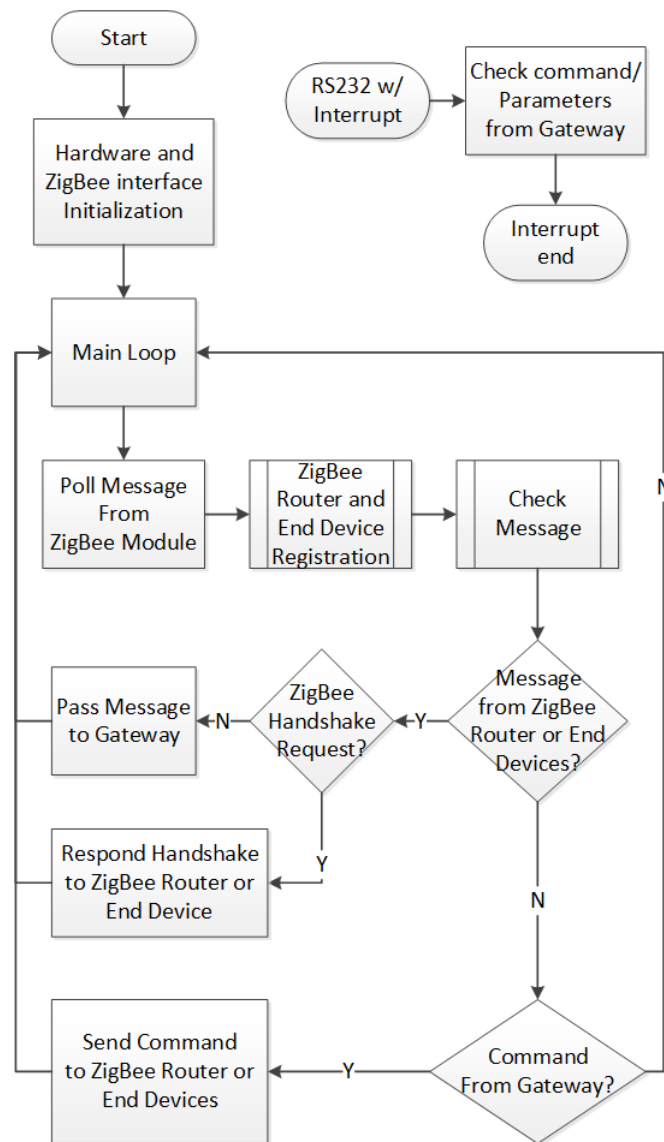 Start
RS232 w/
Interrupt
Check command/
Parameters
from Gateway
Hardware and
ZigBee interface
Initialization
Interrupt
end
Main Loop
Poll Message
From
ZigBee Module
ZigBee
Router and
End Device
Registration
Check
Message
N
Pass Message
to Gateway
N
ZigBee
Handshake
Request?
Y
Message
from ZigBee
Router or End
Devices?
Respond Handshake
to ZigBee Router or
End Device
Y
N
Send Command
to ZigBee Router or
End Devices
Y
Command
From Gateway?